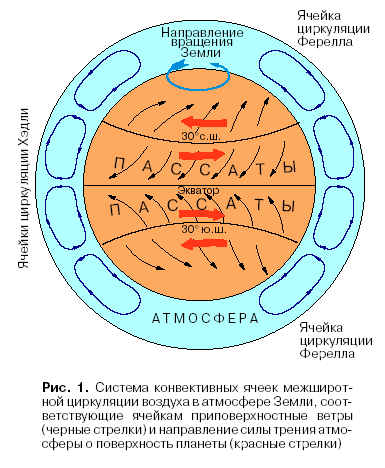 Направление
вращения
Земли
Ячейка
циркуляции
Ферелла
Ячейки циркуляции Хэдли
30° с.ш.
ПАССАТЫ
Экватор
ПАССАТЫ
30° ю.ш.
АТМОСФЕРА
Ячейка
циркуляции
Ферелла
Рис. 1. Система конвективных ячеек межширот-
ной циркуляции воздуха в атмосфере Земли, соот-
ветствующие ячейкам приповерхностные ветры
(черные стрелки) и направление силы трения атмо-
сферы о поверхность планеты (красные стрелки)